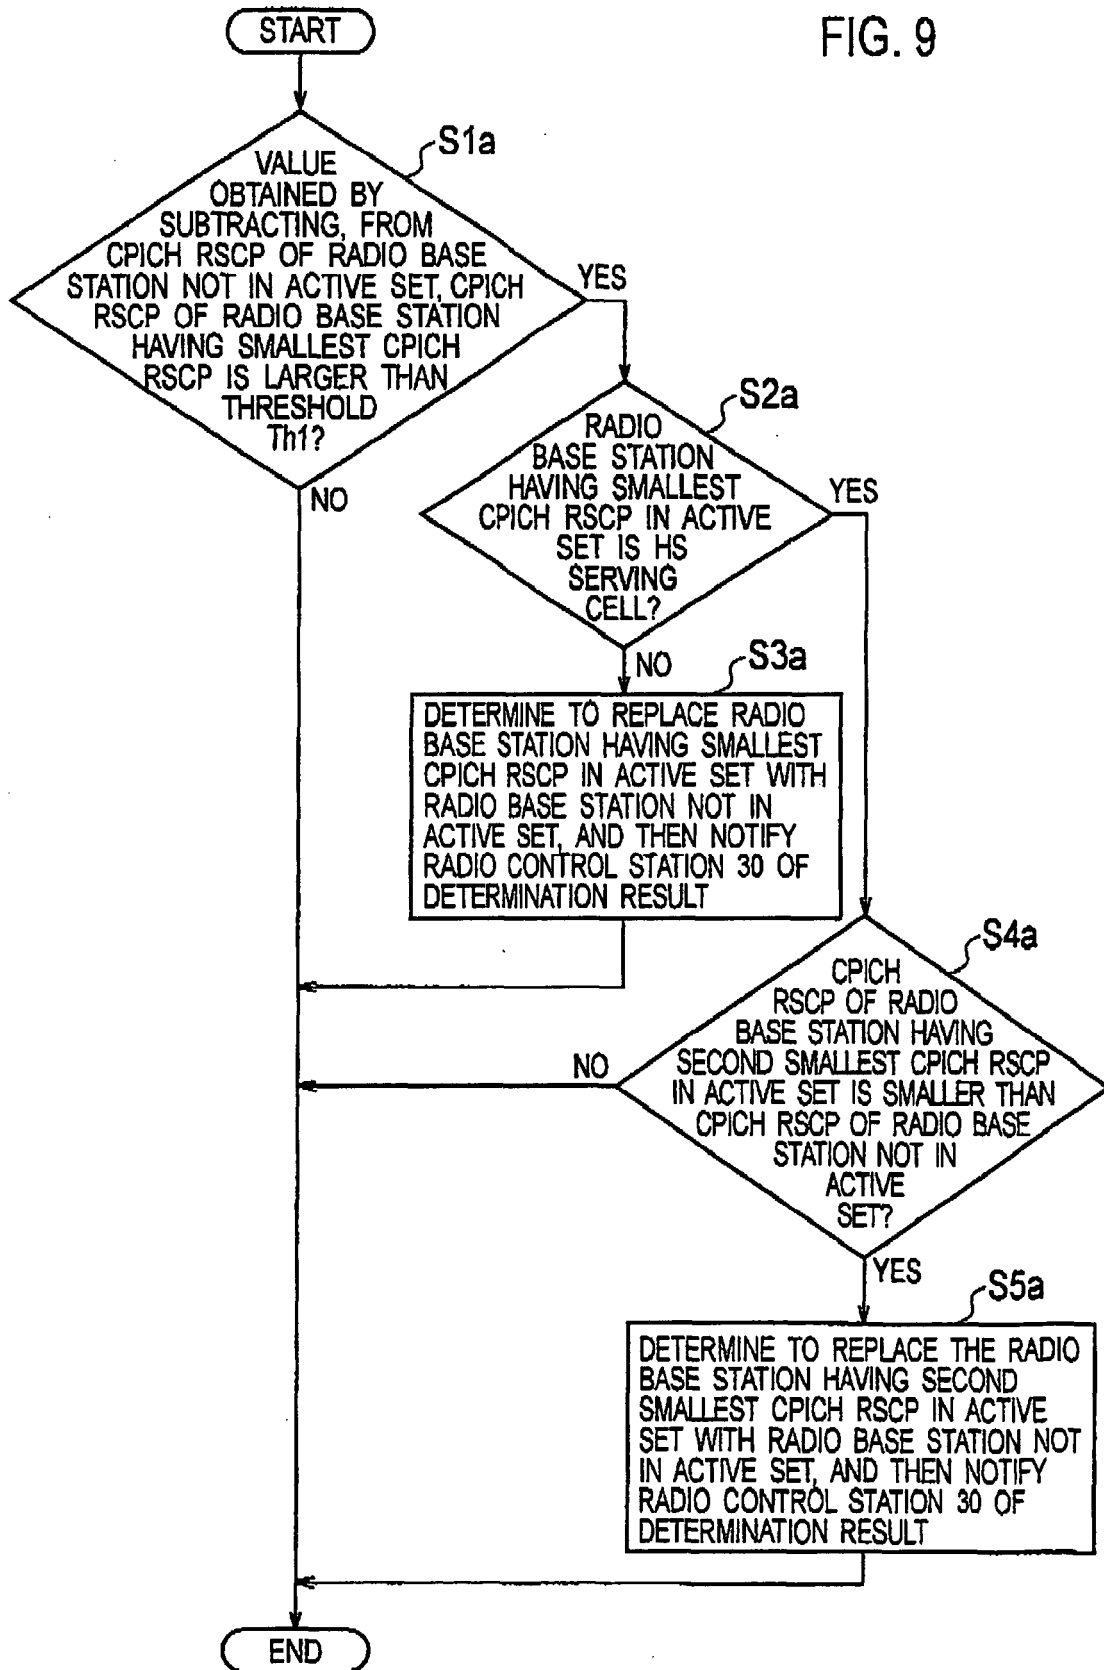 START
FIG. 9
S1a
VALUE
OBTAINED BY
SUBTRACTING, FROM
CPICH RSCP OF RADIO BASE
STATION NOT IN ACTIVE SET, CPICH
RSCP OF RADIO BASE STATION
HAVING SMALLEST CPICH
RSCP IS LARGER THAN
THRESHOLD
Th1?
YES
NO
S2a
RADIO
BASE STATION
HAVING SMALLEST
CPICH RSCP IN ACTIVE
SET IS HS
SERVING
CELL?
YES
NO
S3a
DETERMINE TO REPLACE RADIO
BASE STATION HAVING SMALLEST
CPICH RSCP IN ACTIVE SET WITH
RADIO BASE STATION NOT IN
ACTIVE SET, AND THEN NOTIFY
RADIO CONTROL STATION 30 OF
DETERMINATION RESULT
S4a
CPICH
RSCP OF RADIO
BASE STATION HAVING
SECOND SMALLEST CPICH RSCP
IN ACTIVE SET IS SMALLER THAN
CPICH RSCP OF RADIO BASE
STATION NOT IN
ACTIVE
SET?
NO
YES
S5a
DETERMINE TO REPLACE THE RADIO
BASE STATION HAVING SECOND
SMALLEST CPICH RSCP IN ACTIVE
SET WITH RADIO BASE STATION NOT
IN ACTIVE SET, AND THEN NOTIFY
RADIO CONTROL STATION 30 OF
DETERMINATION RESULT
END